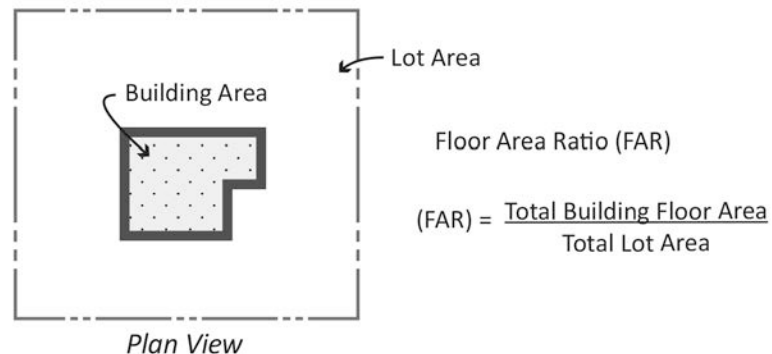 Lot Area
Building Area
Floor Area Ratio (FAR)
(FAR) = Total Building Floor Area
Total Lot Area
Plan View